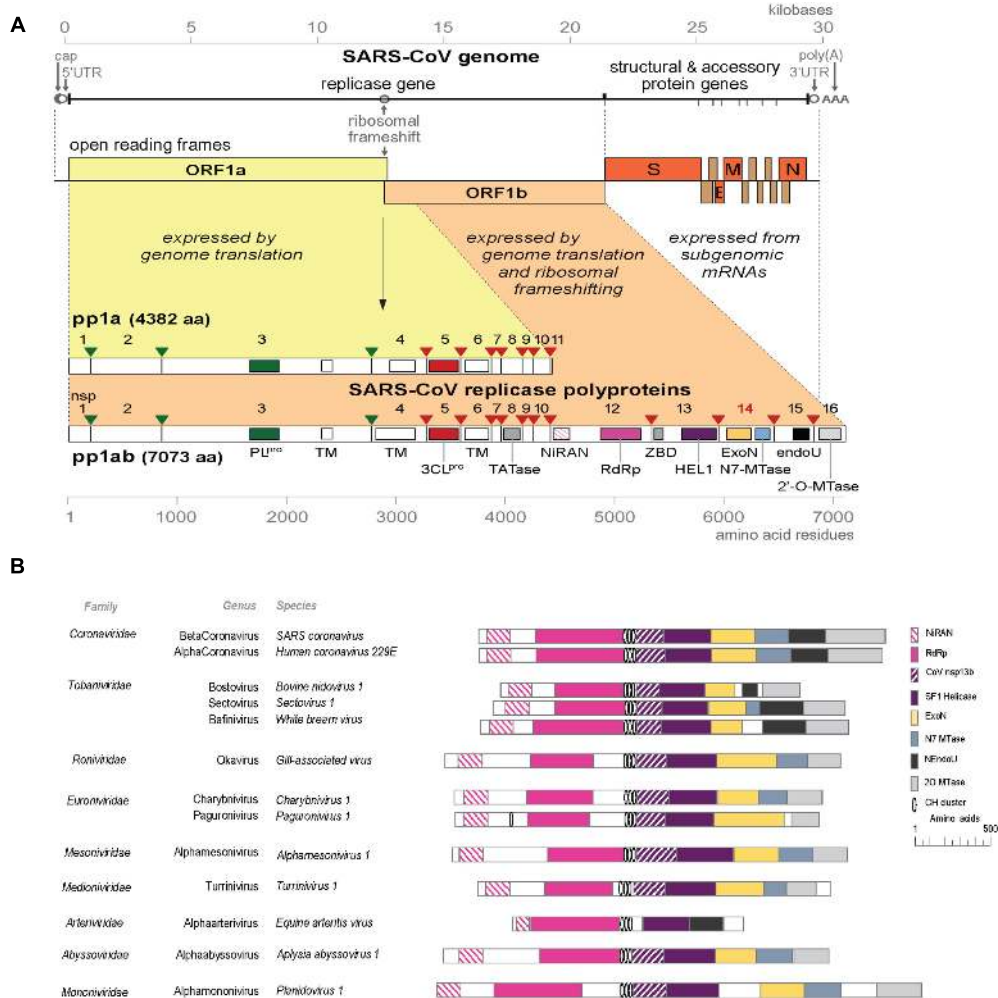 A
kilobases
0 5 10 15 20 25 30
cap
5'UTR
SARS-CoV genome
poly(A)
3'UTR
replicase gene
structural & accessory
protein genes
AAA
ribosomal
frameshift
open reading frames
ORF1a
ORF1b
S
E
M
N
expressed by
genome translation
expressed by
genome translation
and ribosomal
frameshifting
expressed from
subgenomic
mRNAs
pp1a (4382 aa)
1 2 3 4 5 6 7 8 9 10 11
SARS-CoV replicase polyproteins
nsp
1 2 3 4 5 6 7 8 9 10 12 13 14 15 16
pp1ab (7073 aa)
PLpro TM TM TM NiRAN ZBD ExoN endoU
3CLpro TATase RdRp HEL1 N7-MTase
2'-O-MTase
1 1000 2000 3000 4000 5000 6000 7000
amino acid residues
B
Family Genus Species
Coronaviridae BetaCoronavirus SARS coronavirus
AlphaCoronavirus Human coronavirus 229E
Tobaniviridae Bostovirus Bovine nidovirus 1
Sectovirus Sectovirus 1
Bafinivirus White bream virus
Roniviridae Okavirus Gill-associated virus
Euroniviridae Charybnivirus Charybnivirus 1
Paguronivirus Paguronivirus 1
Mesoniviridae Alphamesonivirus Alphamesonivirus 1
Medioniviridae Turrinivirus Turrinivirus 1
Arteriviridae Alphaarterivirus Equine arteritis virus
Abyssoviridae Alphaabyssovirus Aplysia abyssovirus 1
Mononiviridae Alphamononivirus Planidovirus 1
NiRAN
RdRp
CoV nsp13b
SF1 Helicase
ExoN
N7 MTase
NEndoU
2O MTase
CH cluster
Amino acids
1 500